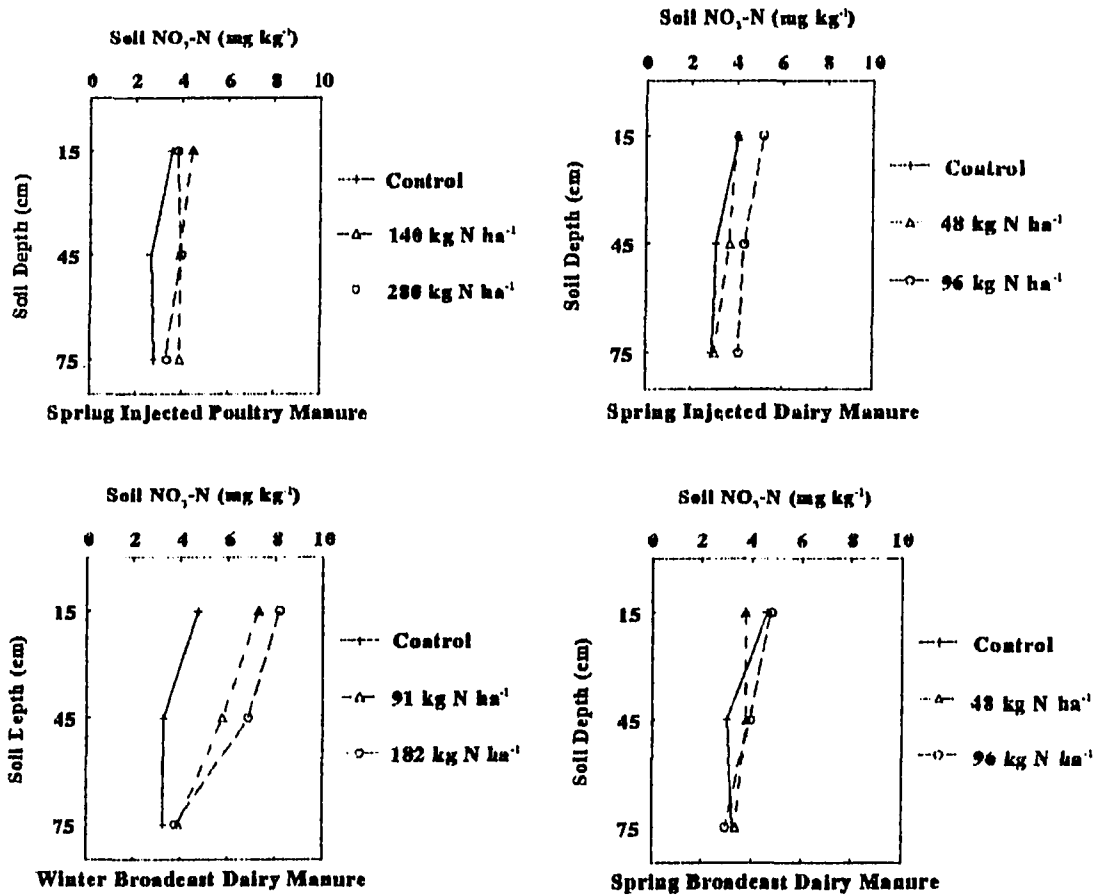 Soil NO₃-N (mg kg⁻¹)
0 2 4 6 8 10
15
45
75
Soil Depth (cm)
Control
140 kg N ha⁻¹
280 kg N ha⁻¹
Spring Injected Poultry Manure
Soil NO₃-N (mg kg⁻¹)
0 2 4 6 8 10
15
45
75
Soil Depth (cm)
Control
48 kg N ha⁻¹
96 kg N ha⁻¹
Spring Injected Dairy Manure
Soil NO₃-N (mg kg⁻¹)
0 2 4 6 8 10
15
45
75
Soil Depth (cm)
Control
91 kg N ha⁻¹
182 kg N ha⁻¹
Winter Broadcast Dairy Manure
Soil NO₃-N (mg kg⁻¹)
0 2 4 6 8 10
15
45
75
Soil Depth (cm)
Control
48 kg N ha⁻¹
96 kg N ha⁻¹
Spring Broadcast Dairy Manure